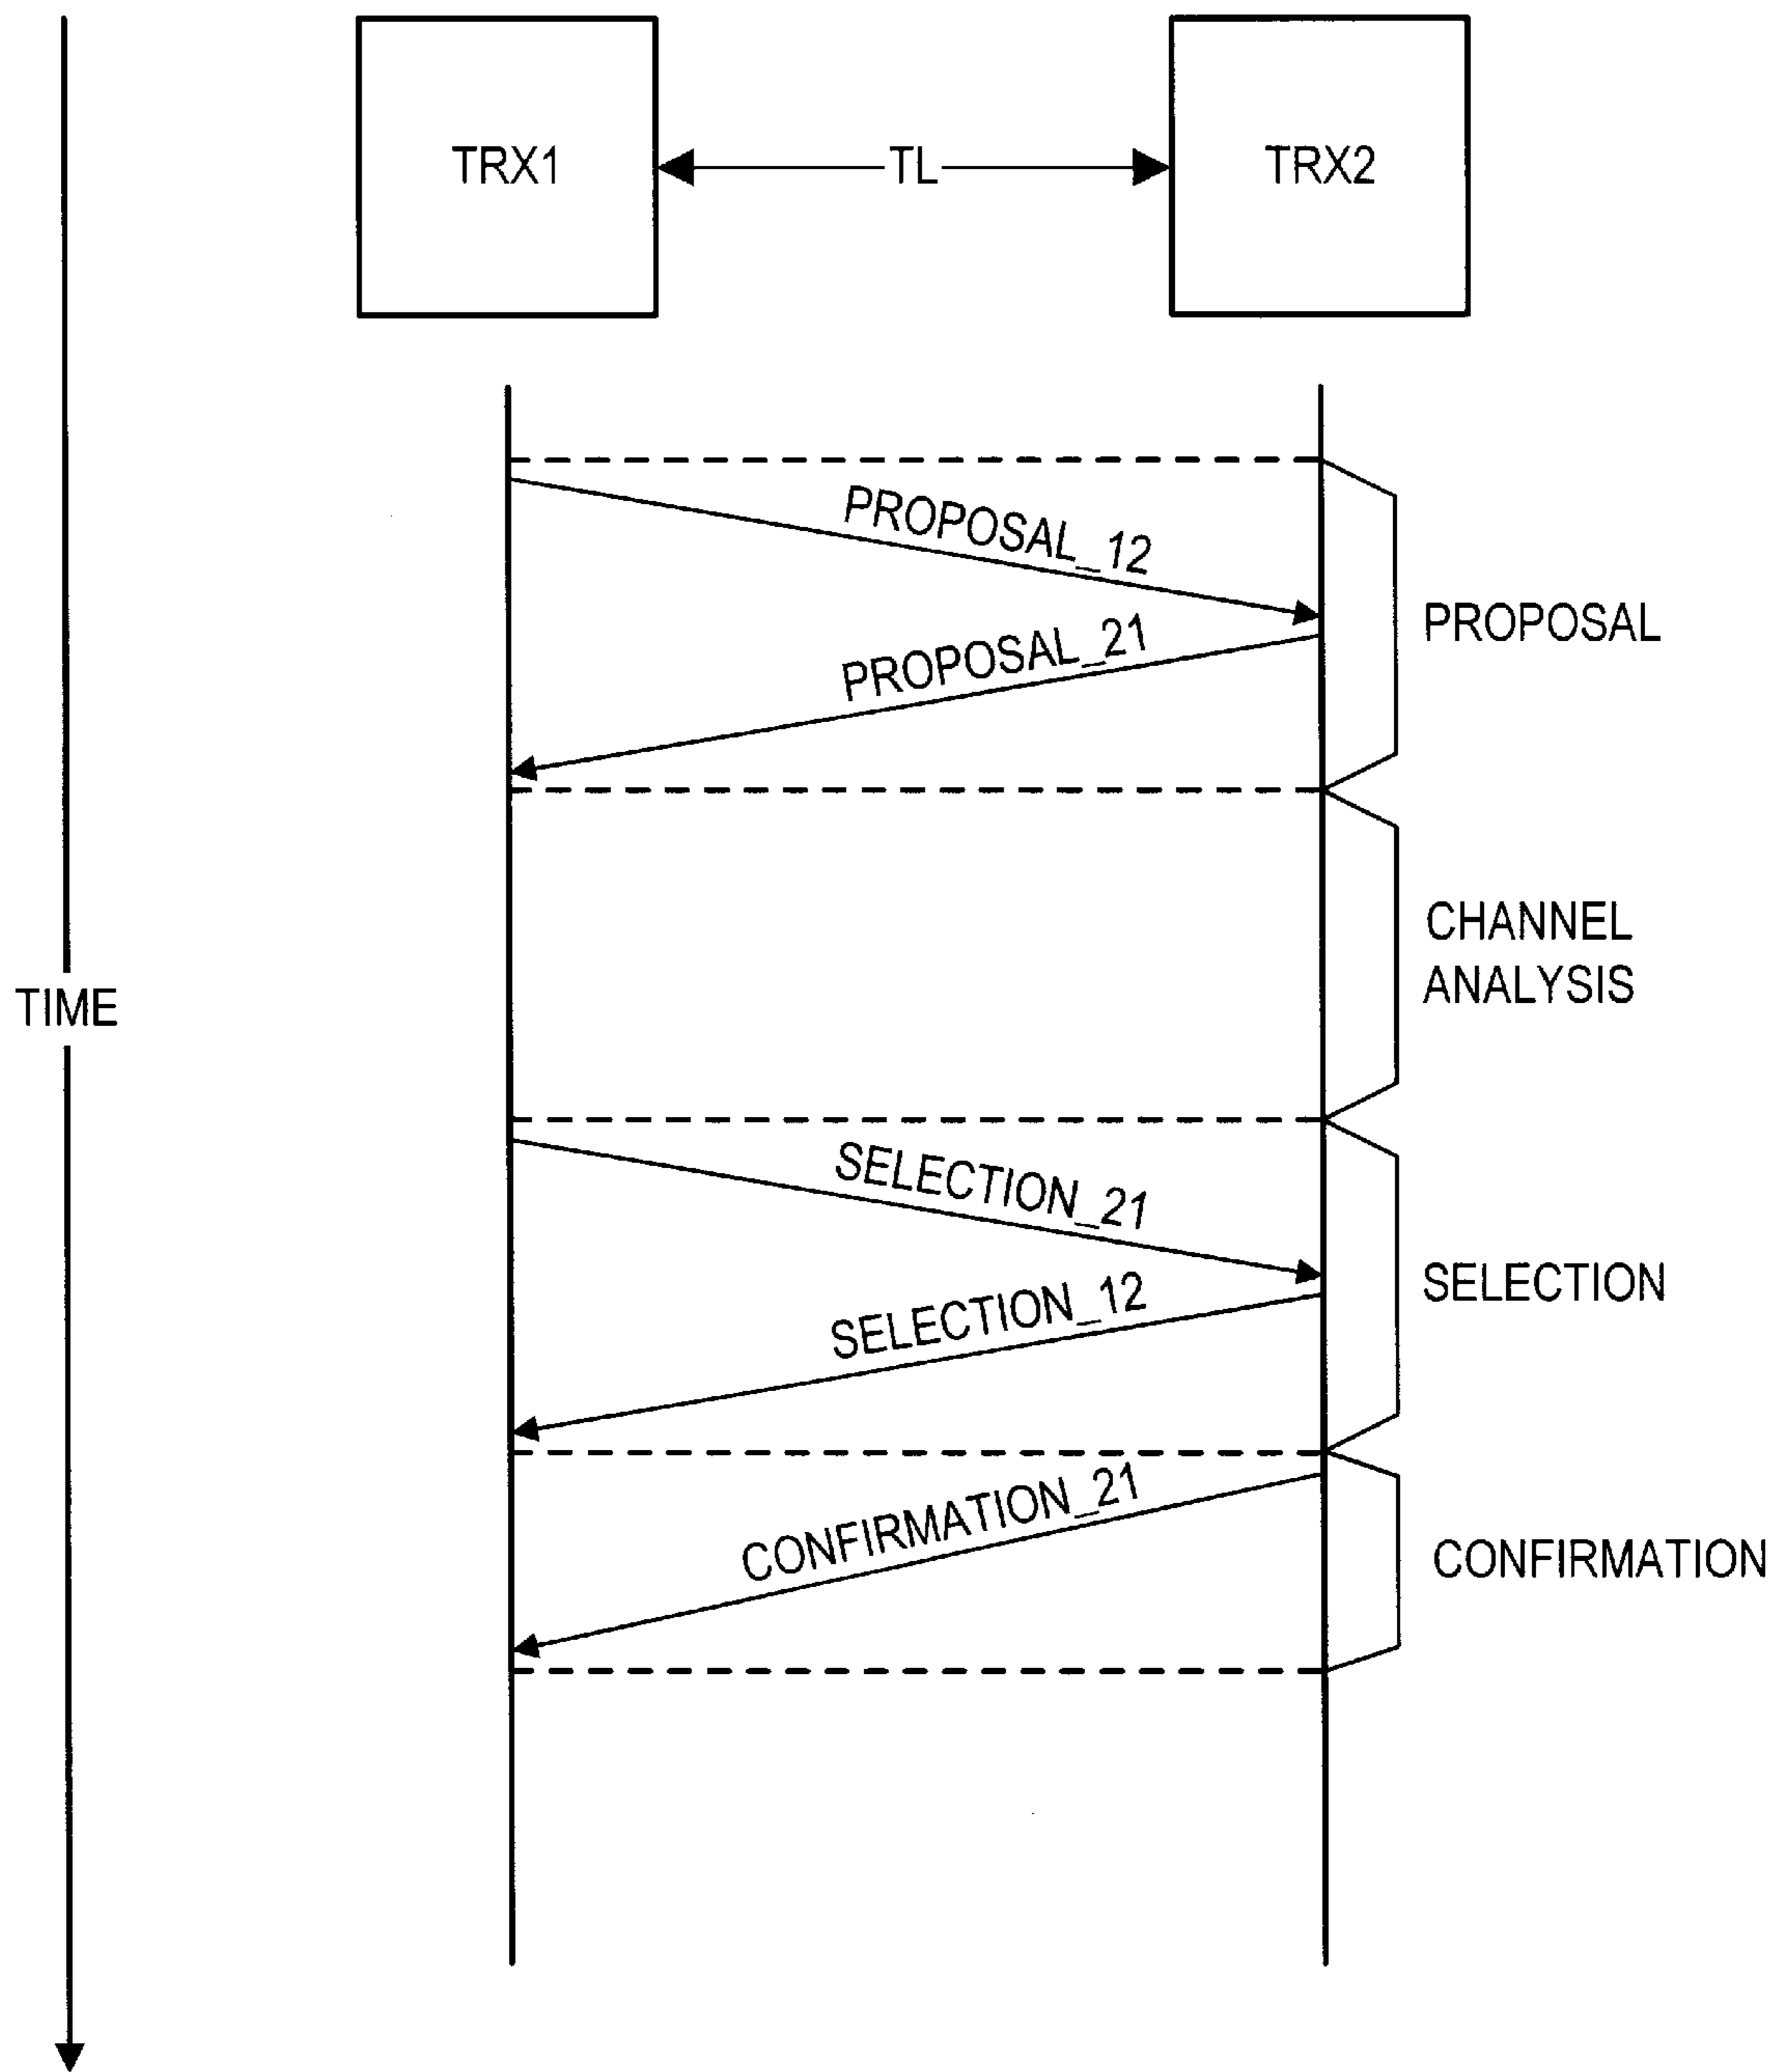 TRX1
TL
TRX2
PROPOSAL_12
PROPOSAL_21
PROPOSAL
CHANNEL
ANALYSIS
TIME
SELECTION_21
SELECTION_12
SELECTION
CONFIRMATION_21
CONFIRMATION